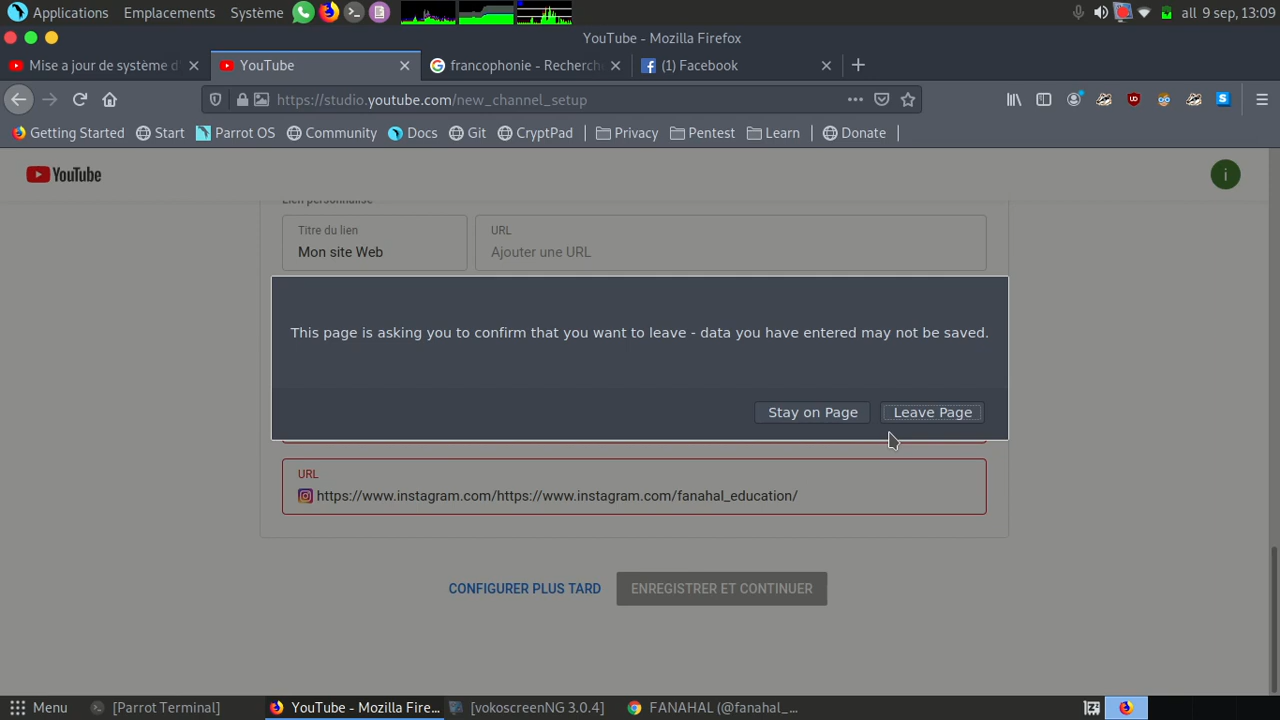 Applications Emplacements Système all 9 sep, 13:09
YouTube - Mozilla Firefox
Mise a jour de système d YouTube francophonie - Recherch (1) Facebook
https://studio.youtube.com/new_channel_setup
Getting Started Start Parrot OS Community Docs Git CryptPad Privacy Pentest Learn Donate
YouTube i
Lien personnalisé
Titre du lien URL
Mon site Web Ajouter une URL
This page is asking you to confirm that you want to leave - data you have entered may not be saved.
Stay on Page Leave Page
URL
https://www.instagram.com/https://www.instagram.com/fanahal_education/
CONFIGURER PLUS TARD ENREGISTRER ET CONTINUER
Menu [Parrot Terminal] YouTube - Mozilla Fire... [vokoscreenNG 3.0.4] FANAHAL (@fanahal_...